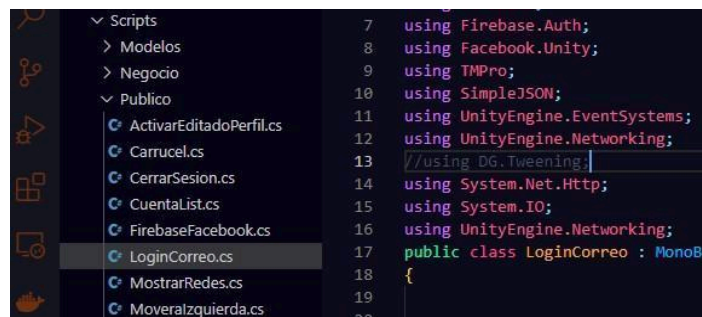 Scripts
Modelos
Negocio
Publico
ActivarEditadoPerfil.cs
Carrucel.cs
CerrarSesion.cs
CuentaList.cs
FirebaseFacebook.cs
LoginCorreo.cs
MostrarRedes.cs
MoveraIzquierda.cs
7 using Firebase.Auth;
8 using Facebook.Unity;
9 using TMPro;
10 using SimpleJSON;
11 using UnityEngine.EventSystems;
12 using UnityEngine.Networking;
13 //using DG.Tweening;
14 using System.Net.Http;
15 using System.IO;
16 using UnityEngine.Networking;
17 public class LoginCorreo : MonoB
18 {
19